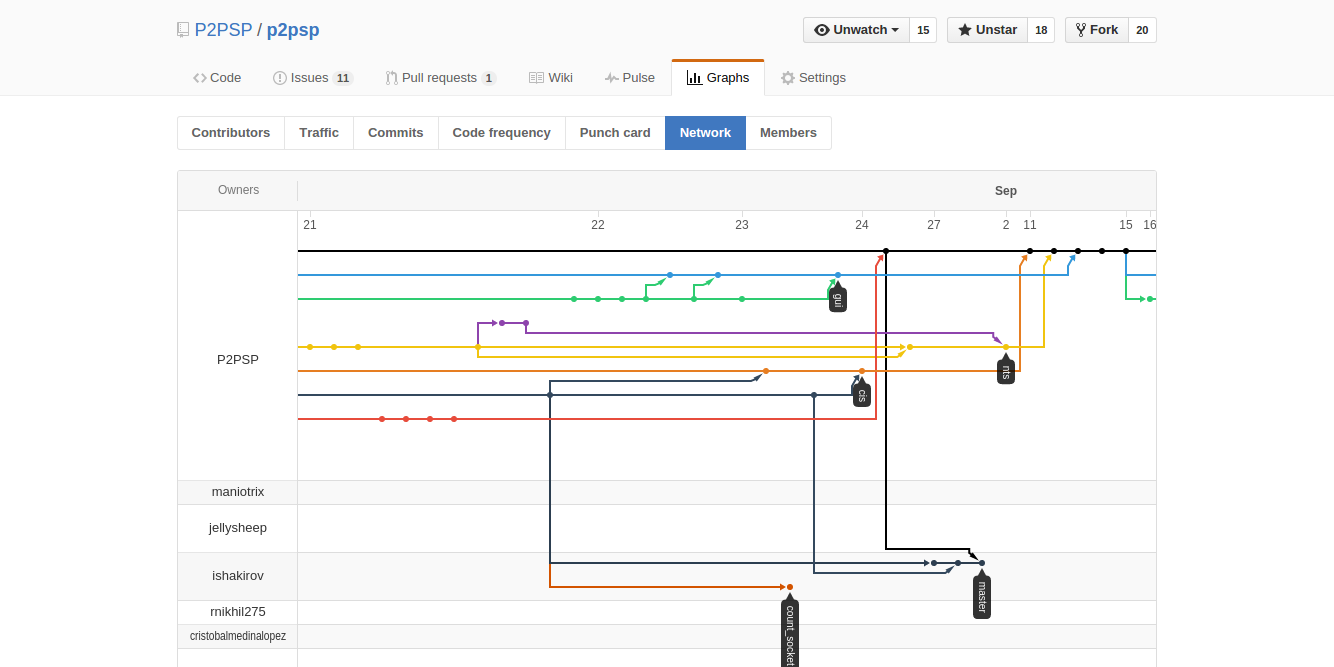 P2PSP / p2psp
Unwatch 15 Unstar 18 Fork 20
Code Issues 11 Pull requests 1 Wiki Pulse Graphs Settings
Contributors Traffic Commits Code frequency Punch card Network Members
Owners Sep
21 22 23 24 27 2 11 15 16
gui
P2PSP
nts
cis
maniotrix
jellysheep
ishakirov
master
rnikhil275
count_socket
cristobalmedinalopez